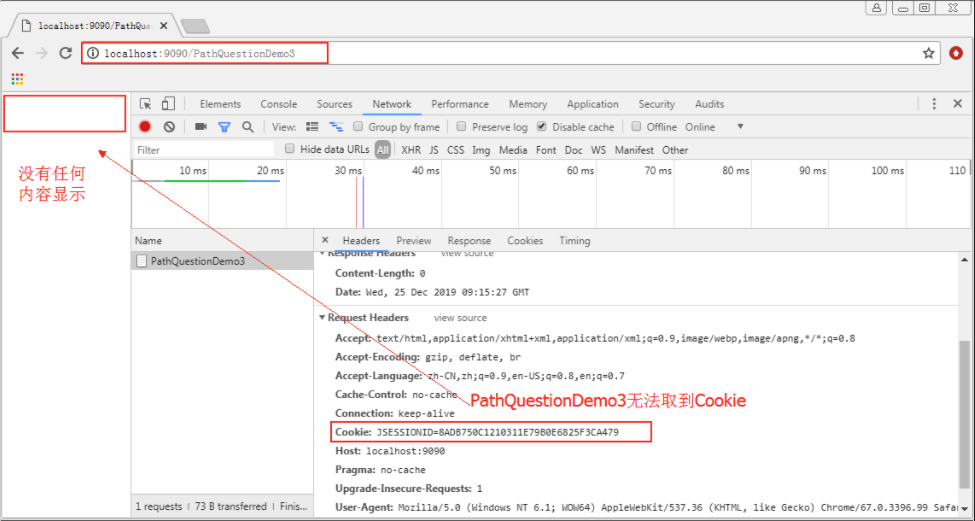 localhost:9090/PathQue
localhost:9090/PathQuestionDemo3
Elements Console Sources Network Performance Memory Application Security Audits
View: Group by frame Preserve log Disable cache Offline Online
Filter Hide data URLs All XHR JS CSS Img Media Font Doc WS Manifest Other
没有任何
内容显示
10 ms 20 ms 30 ms 40 ms 50 ms 60 ms 70 ms 80 ms 90 ms 100 ms 110
Name
PathQuestionDemo3
Headers Preview Response Cookies Timing
Response Headers view source
Content-Length: 0
Date: Wed, 25 Dec 2019 09:15:27 GMT
Request Headers view source
Accept: text/html,application/xhtml+xml,application/xml;q=0.9,image/webp,image/apng,*/*;q=0.8
Accept-Encoding: gzip, deflate, br
Accept-Language: zh-CN,zh;q=0.9,en-US;q=0.8,en;q=0.7
Cache-Control: no-cache
PathQuestionDemo3无法取到Cookie
Connection: keep-alive
Cookie: JSESSIONID=8ADB750C1210311E79B0E6825F3CA479
Host: localhost:9090
Pragma: no-cache
Upgrade-Insecure-Requests: 1
User-Agent: Mozilla/5.0 (Windows NT 6.1; WOW64) AppleWebKit/537.36 (KHTML, like Gecko) Chrome/67.0.3396.99 Safa
1 requests | 73 B transferred | Finis...